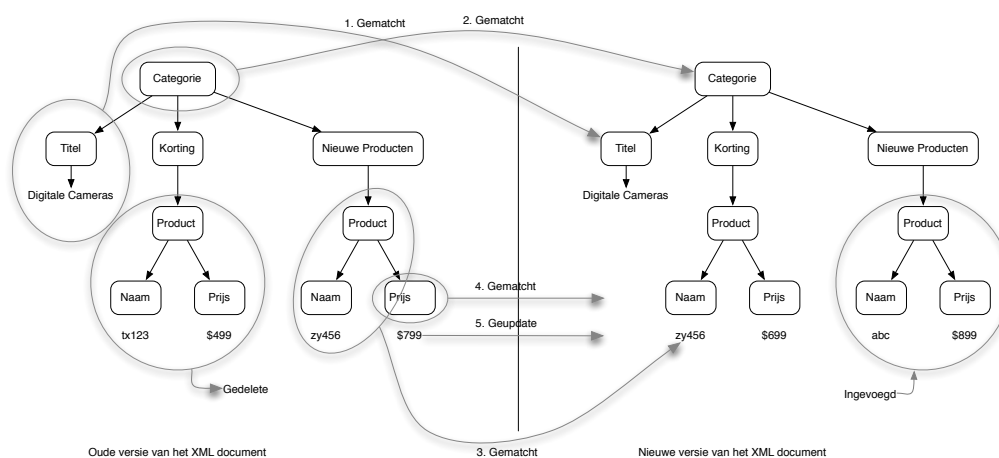 1. Gematcht
2. Gematcht
Categorie
Categorie
Titel
Korting
Nieuwe Producten
Titel
Korting
Nieuwe Producten
Digitale Cameras
Digitale Cameras
Product
Product
Product
Product
Naam
Prijs
Naam
Prijs
4. Gematcht
Naam
Prijs
Naam
Prijs
5. Geupdate
tx123
$499
zy456
$799
zy456
$699
abc
$899
Gedelete
Ingevoegd
Oude versie van het XML document
3. Gematcht
Nieuwe versie van het XML document